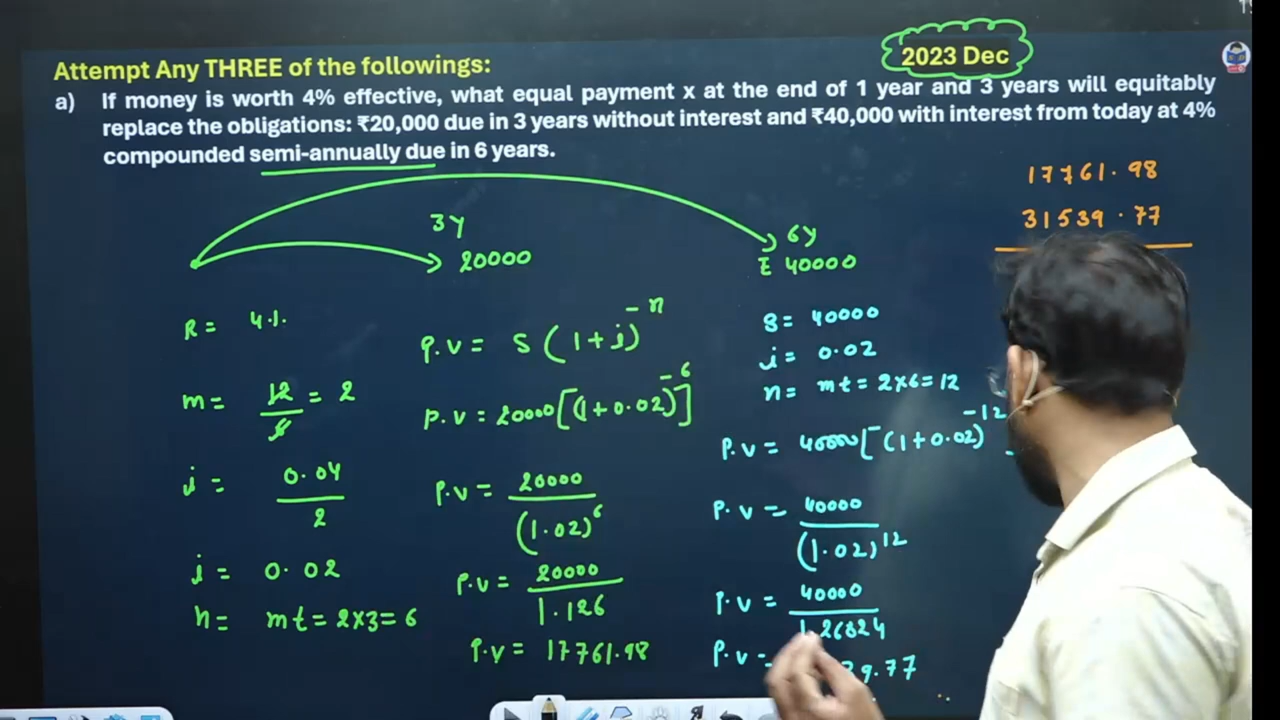 2023 Dec
Attempt Any THREE of the followings:
a) If money is worth 4% effective, what equal payment x at the end of 1 year and 3 years will equitably
replace the obligations: ₹20,000 due in 3 years without interest and ₹40,000 with interest from today at 4%
compounded semi-annually due in 6 years.
17761.98
31539.77
3Y
20000
6Y
40000
R = 4%
m = 12/6 = 2
j = 0.04/2
j = 0.02
n = mt = 2×3 = 6
P.V = S(1+j)^-n
P.V = 20000[(1+0.02)^-6]
P.V = 20000/(1.02)^6
P.V = 20000/1.126
P.V = 17761.98
S = 40000
j = 0.02
n = mt = 2×6 = 12
P.V = 40000[(1+0.02)^-12
P.V = 40000/(1.02)^12
P.V = 40000/1.26824
P.V = 9.77